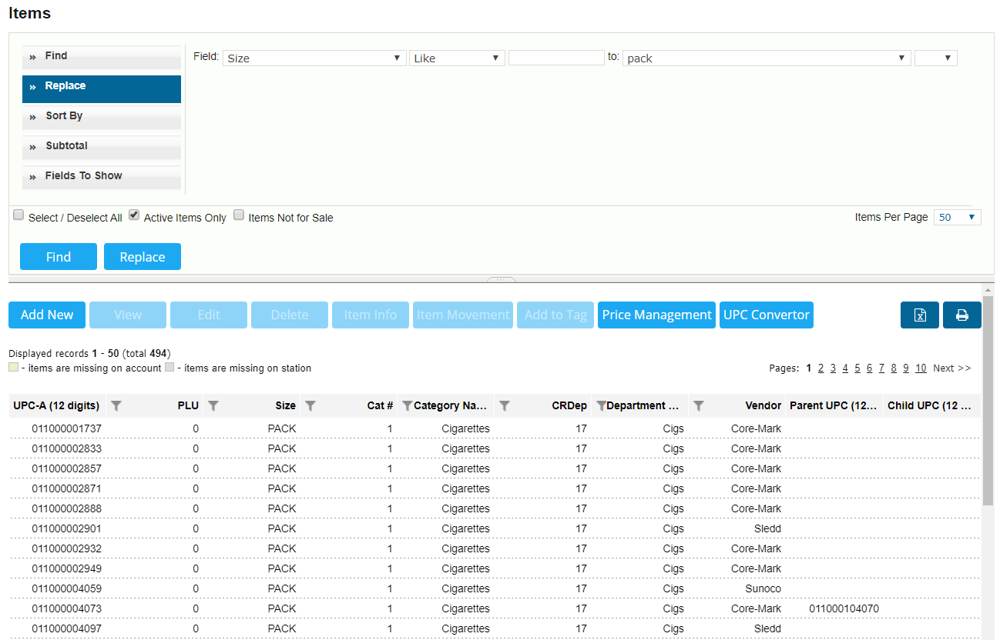 Items
» Find
» Replace
» Sort By
» Subtotal
» Fields To Show
Field: Size Like to: pack
Select / Deselect All Active Items Only Items Not for Sale Items Per Page 50
Find Replace
Add New View Edit Delete Item Info Item Movement Add to Tag Price Management UPC Convertor
Displayed records 1 - 50 (total 494)
- items are missing on account - items are missing on station Pages: 1 2 3 4 5 6 7 8 9 10 Next >>
UPC-A (12 digits) PLU Size Cat # Category Na... CRDep Department ... Vendor Parent UPC (12... Child UPC (12 ...
011000001737 0 PACK 1 Cigarettes 17 Cigs Core-Mark
011000002833 0 PACK 1 Cigarettes 17 Cigs Core-Mark
011000002857 0 PACK 1 Cigarettes 17 Cigs Core-Mark
011000002871 0 PACK 1 Cigarettes 17 Cigs Core-Mark
011000002888 0 PACK 1 Cigarettes 17 Cigs Core-Mark
011000002901 0 PACK 1 Cigarettes 17 Cigs Sledd
011000002932 0 PACK 1 Cigarettes 17 Cigs Core-Mark
011000002949 0 PACK 1 Cigarettes 17 Cigs Core-Mark
011000004059 0 PACK 1 Cigarettes 17 Cigs Sunoco
011000004073 0 PACK 1 Cigarettes 17 Cigs Core-Mark 011000104070
011000004097 0 PACK 1 Cigarettes 17 Cigs Sledd